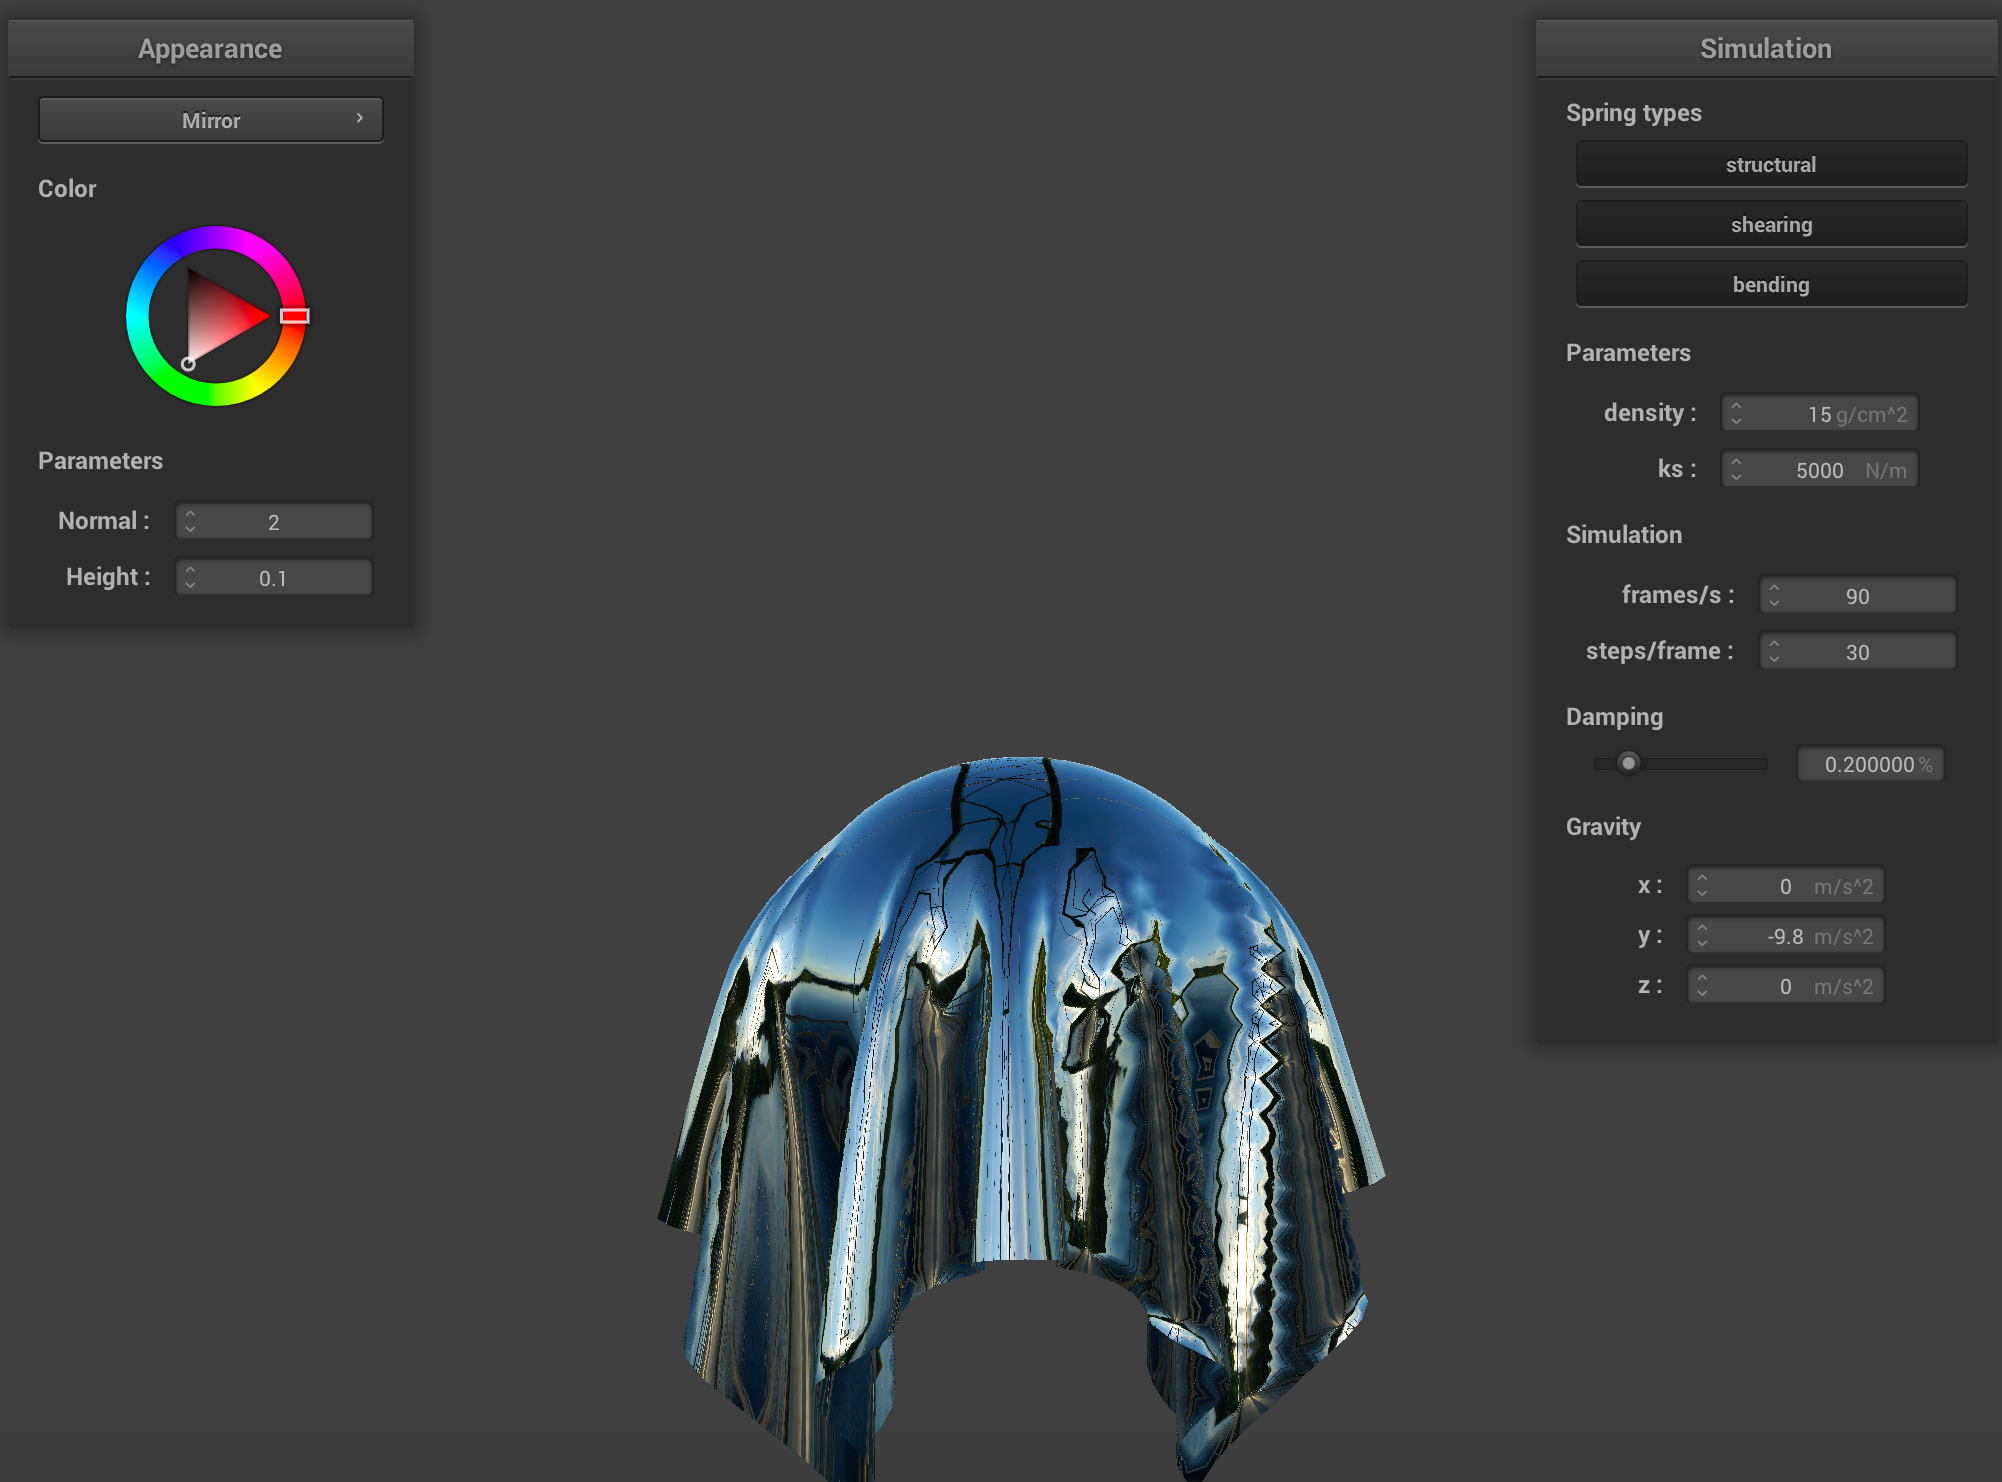 Appearance
Mirror
Color
Parameters
Normal : 2
Height : 0.1
Simulation
Spring types
structural
shearing
bending
Parameters
density : 15 g/cm^2
ks : 5000 N/m
Simulation
frames/s : 90
steps/frame : 30
Damping
0.200000 %
Gravity
x : 0 m/s^2
y : -9.8 m/s^2
z : 0 m/s^2